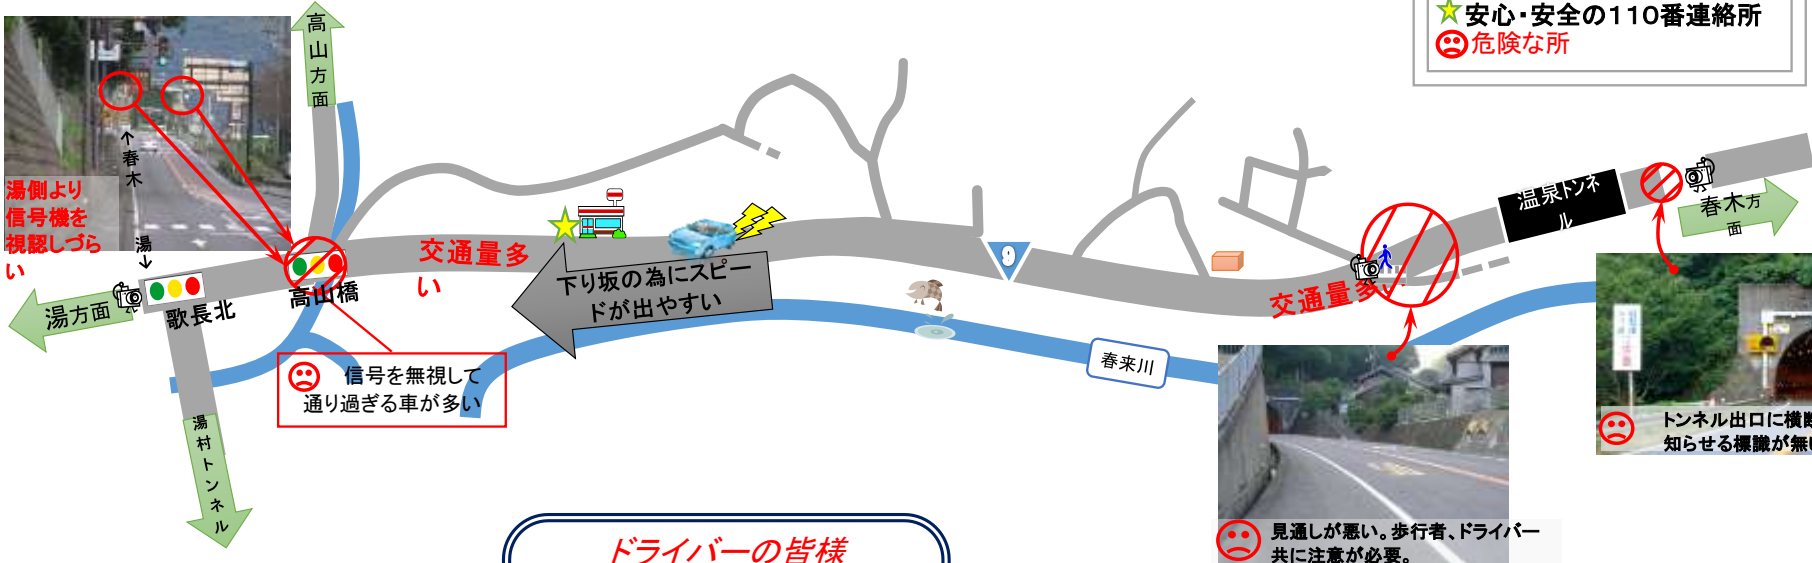 安心・安全の110番連絡所
危険な所
高山方面
↑春木
湯↓
湯側より
信号機を
視認しづら
い
湯方面
歌長北
高山橋
交通量多
い
下り坂の為にスピー
ドが出やすい
9
交通量多
温泉トンネ
ル
春木方
面
春来川
信号を無視して
通り過ぎる車が多い
湯村トンネル
トンネル出口に横断
知らせる標識が無い
見通しが悪い。歩行者、ドライバー
共に注意が必要。
ドライバーの皆様